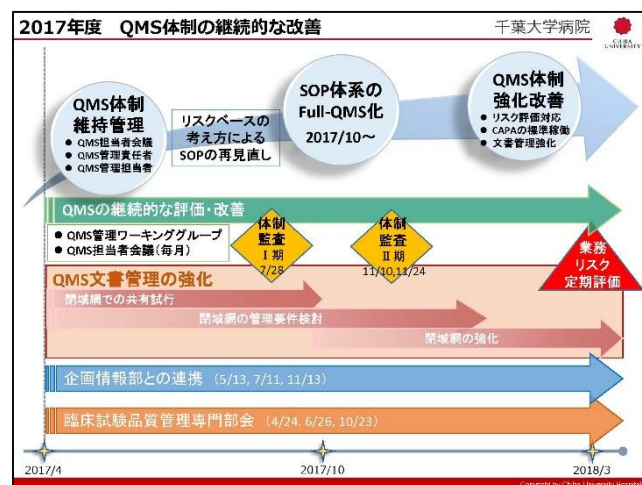 2017年度 QMS体制の継続的な改善
千葉大学病院
CHIBA
UNIVERSITY
QMS体制
維持管理
● QMS担当者会議
● QMS管理責任者
● QMS管理担当者
リスクベースの
考え方による
SOPの再見直し
SOP体系の
Full-QMS化
2017/10～
QMS体制
強化改善
● リスク評価対応
● CAPAの標準稼働
● 文書管理強化
QMSの継続的な評価・改善
● QMS管理ワーキンググループ
● QMS担当者会議(毎月)
体制
監査
Ⅰ期
7/28
体制
監査
Ⅱ期
11/10,11/24
業務
リスク
定期評価
QMS文書管理の強化
閉域網での共有試行
閉域網の管理要件検討
閉域網の強化
企画情報部との連携 (5/13, 7/11, 11/13)
臨床試験品質管理専門部会 (4/24. 6/26, 10/23)
2017/4
2017/10
2018/3
Copyright by Chiba University Hospital